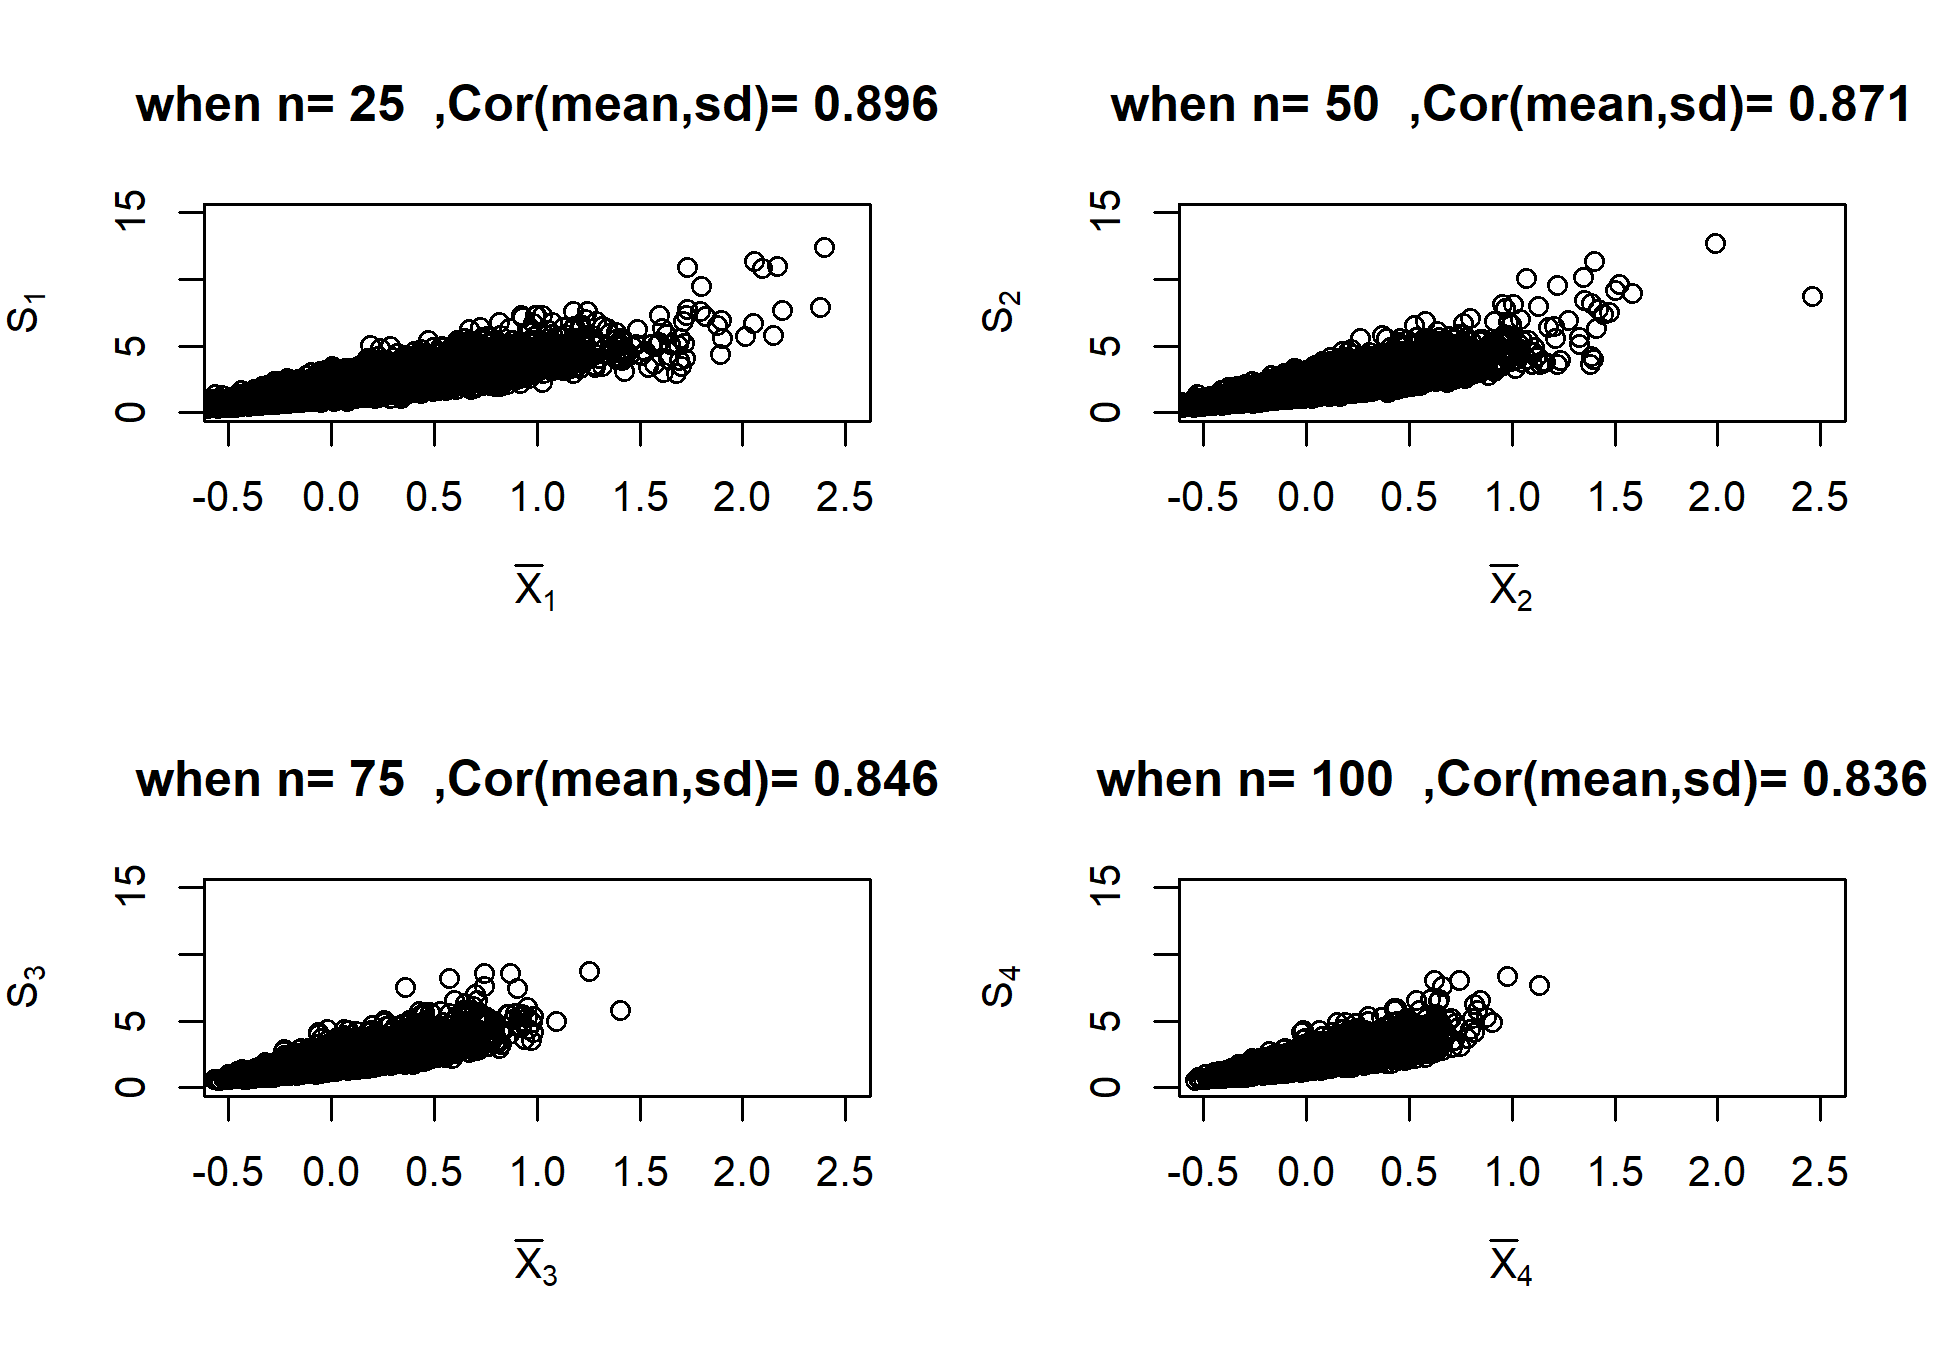 when n= 25  ,Cor(mean,sd)= 0.896
S1
15
5
0
-0.5 0.0 0.5 1.0 1.5 2.0 2.5
X̅1
when n= 50  ,Cor(mean,sd)= 0.871
S2
15
5
0
-0.5 0.0 0.5 1.0 1.5 2.0 2.5
X̅2
when n= 75  ,Cor(mean,sd)= 0.846
S3
15
5
0
-0.5 0.0 0.5 1.0 1.5 2.0 2.5
X̅3
when n= 100  ,Cor(mean,sd)= 0.836
S4
15
5
0
-0.5 0.0 0.5 1.0 1.5 2.0 2.5
X̅4